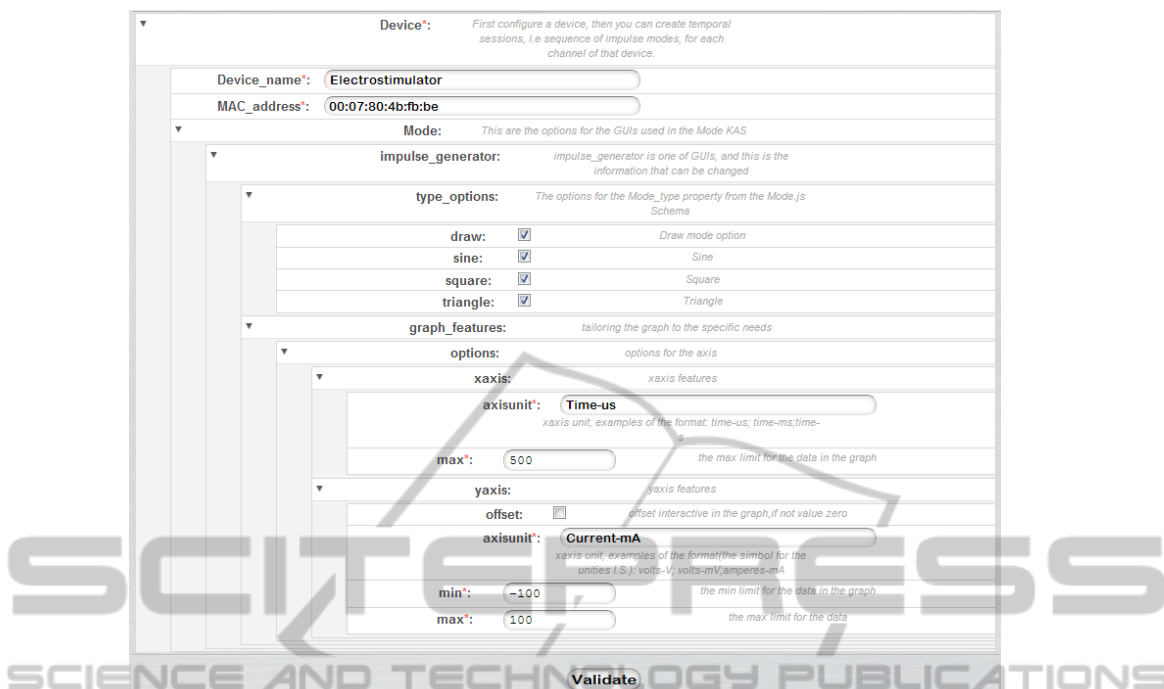 Device*: First configure a device, then you can create temporal
sessions, i.e sequence of impulse modes, for each
channel of that device.
Device_name*: Electrostimulator
MAC_address*: 00:07:80:4b:fb:be
Mode: This are the options for the GUIs used in the Mode KAS
impulse_generator: impulse_generator is one of GUIs, and this is the
information that can be changed
type_options: The options for the Mode_type property from the Mode.js
Schema
draw: Draw mode option
sine: Sine
square: Square
triangle: Triangle
graph_features: tailoring the graph to the specific needs
options: options for the axis
xaxis: xaxis features
axisunit*: Time-us
xaxis unit, examples of the format: time-us; time-ms;time-
s
max*: 500 the max limit for the data in the graph
yaxis: yaxis features
offset: offset interactive in the graph,if not value zero
axisunit*: Current-mA
xaxis unit, examples of the format(the simbol for the
unities I.S.): volts-V; volts-mV,amperes-mA
min*: -100 the min limit for the data in the graph
max*: 100 the max limit for the data
SCITEPRESS
SCIENCE AND TECHNOLOGY PUBLICATIONS
Validate